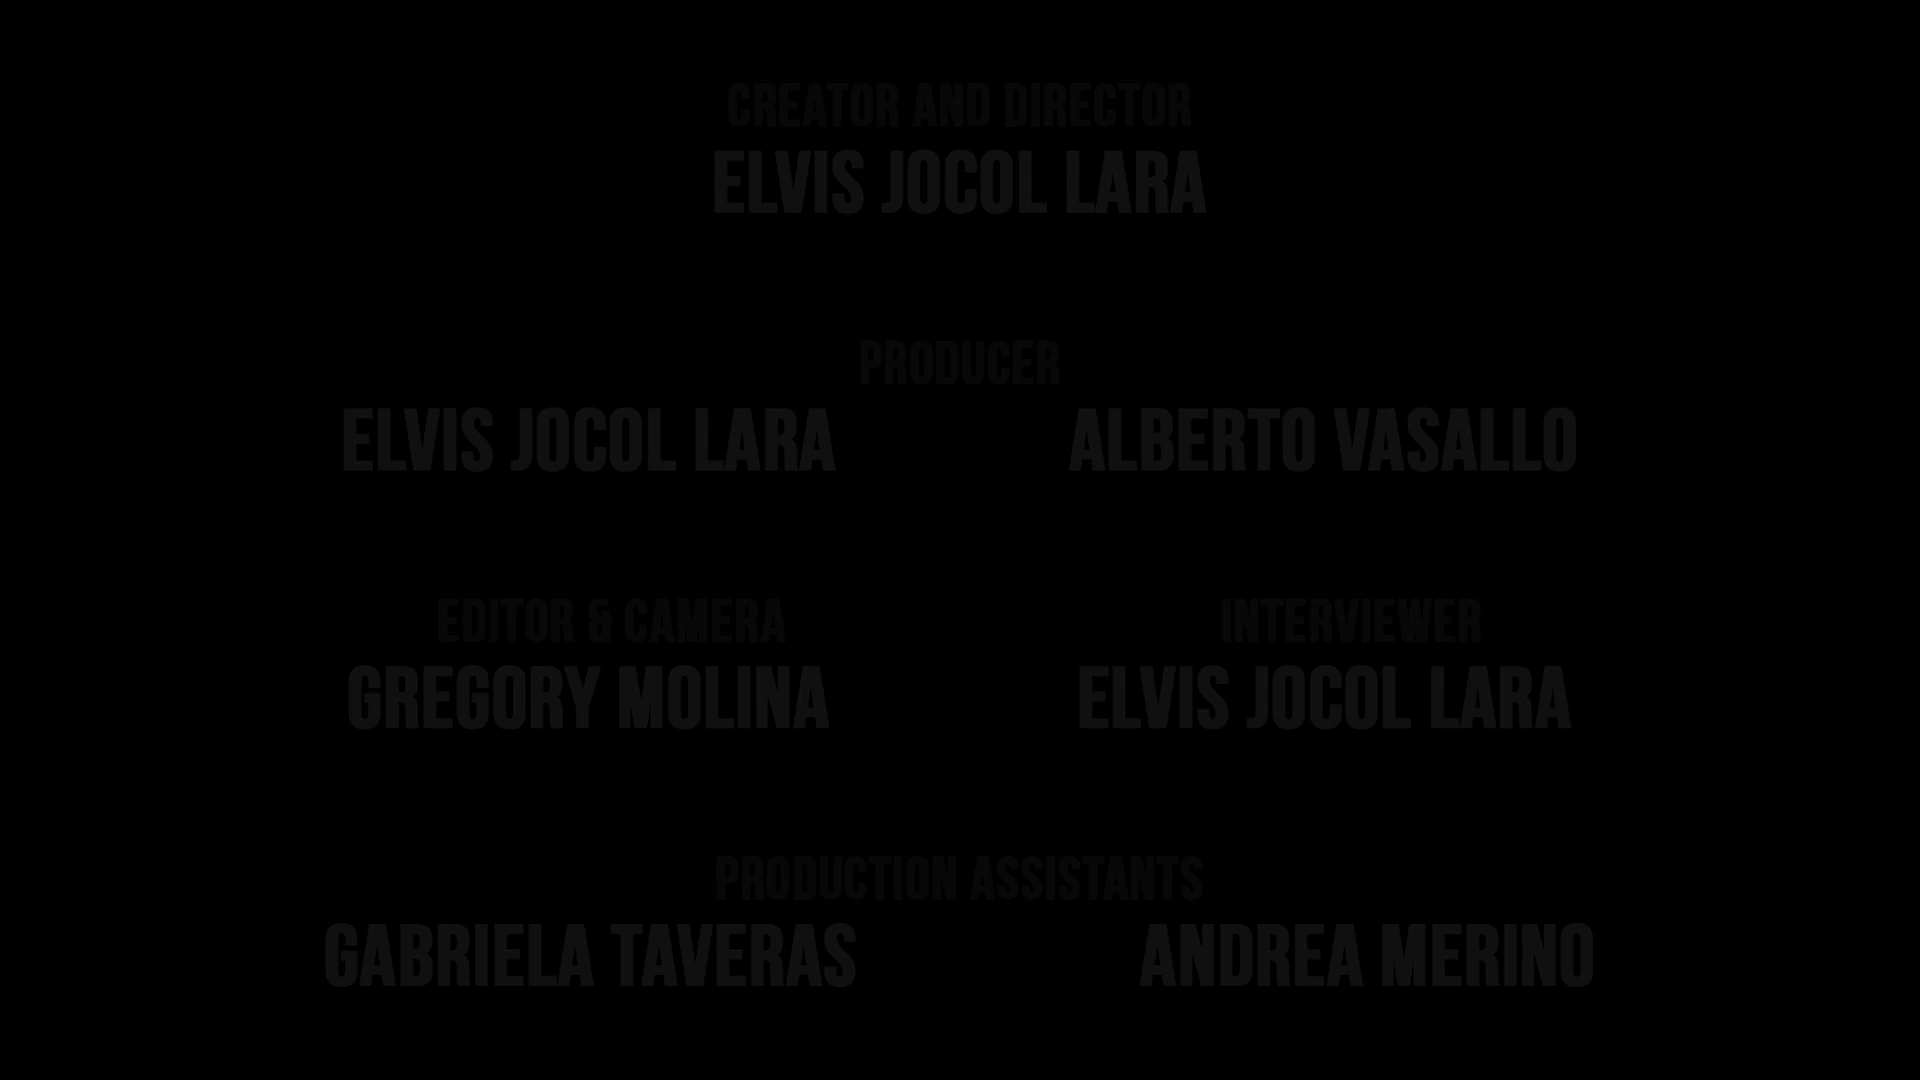 CREATOR AND DIRECTOR
ELVIS JOCOL LARA
PRODUCER
ELVIS JOCOL LARA ALBERTO VASALLO
EDITOR & CAMERA INTERVIEWER
GREGORY MOLINA ELVIS JOCOL LARA
PRODUCTION ASSISTANTS
GABRIELA TAVERAS ANDREA MERINO